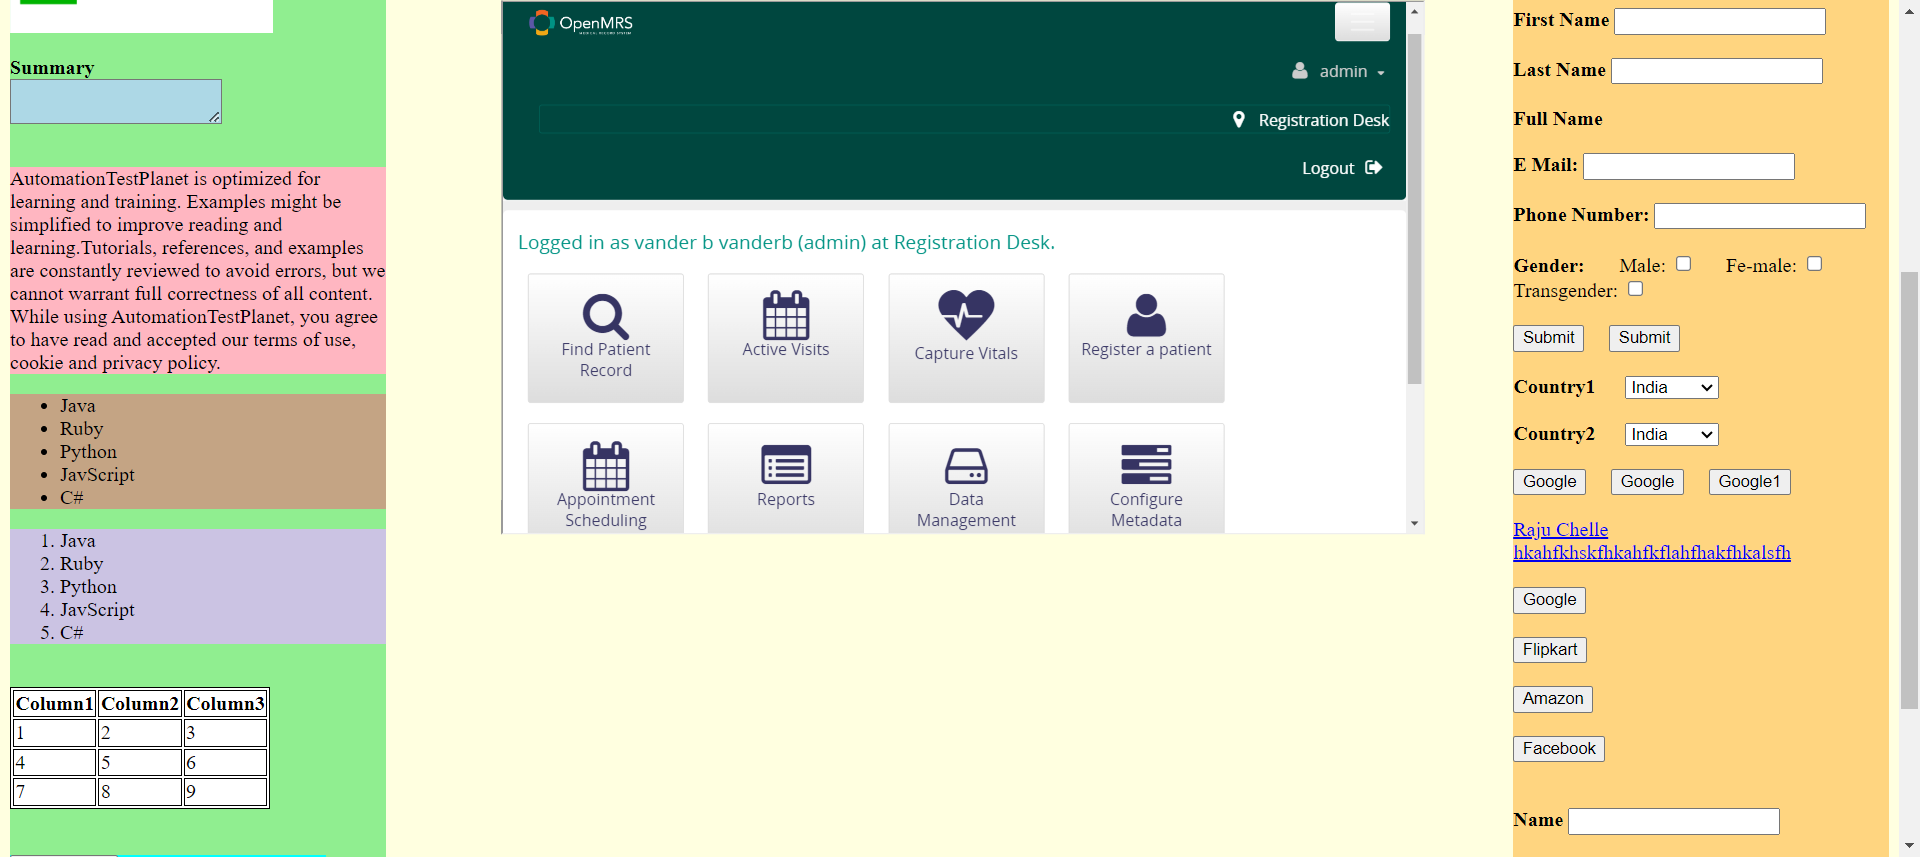 Summary
AutomationTestPlanet is optimized for
learning and training. Examples might be
simplified to improve reading and
learning.Tutorials, references, and examples
are constantly reviewed to avoid errors, but we
cannot warrant full correctness of all content.
While using AutomationTestPlanet, you agree
to have read and accepted our terms of use,
cookie and privacy policy.
Java
Ruby
Python
JavScript
C#
1. Java
2. Ruby
3. Python
4. JavScript
5. C#
Column1 Column2 Column3
1 2 3
4 5 6
7 8 9
OpenMRS
MEDICAL RECORD SYSTEM
admin
Registration Desk
Logout
Logged in as vander b vanderb (admin) at Registration Desk.
Find Patient
Record
Active Visits
Capture Vitals
Register a patient
Appointment
Scheduling
Reports
Data
Management
Configure
Metadata
First Name
Last Name
Full Name
E Mail:
Phone Number:
Gender: Male: Fe-male:
Transgender:
Submit Submit
Country1 India
Country2 India
Google Google Google1
Raju Chelle
hkahfkhskfhkahfkflahfhakfhkalsfh
Google
Flipkart
Amazon
Facebook
Name